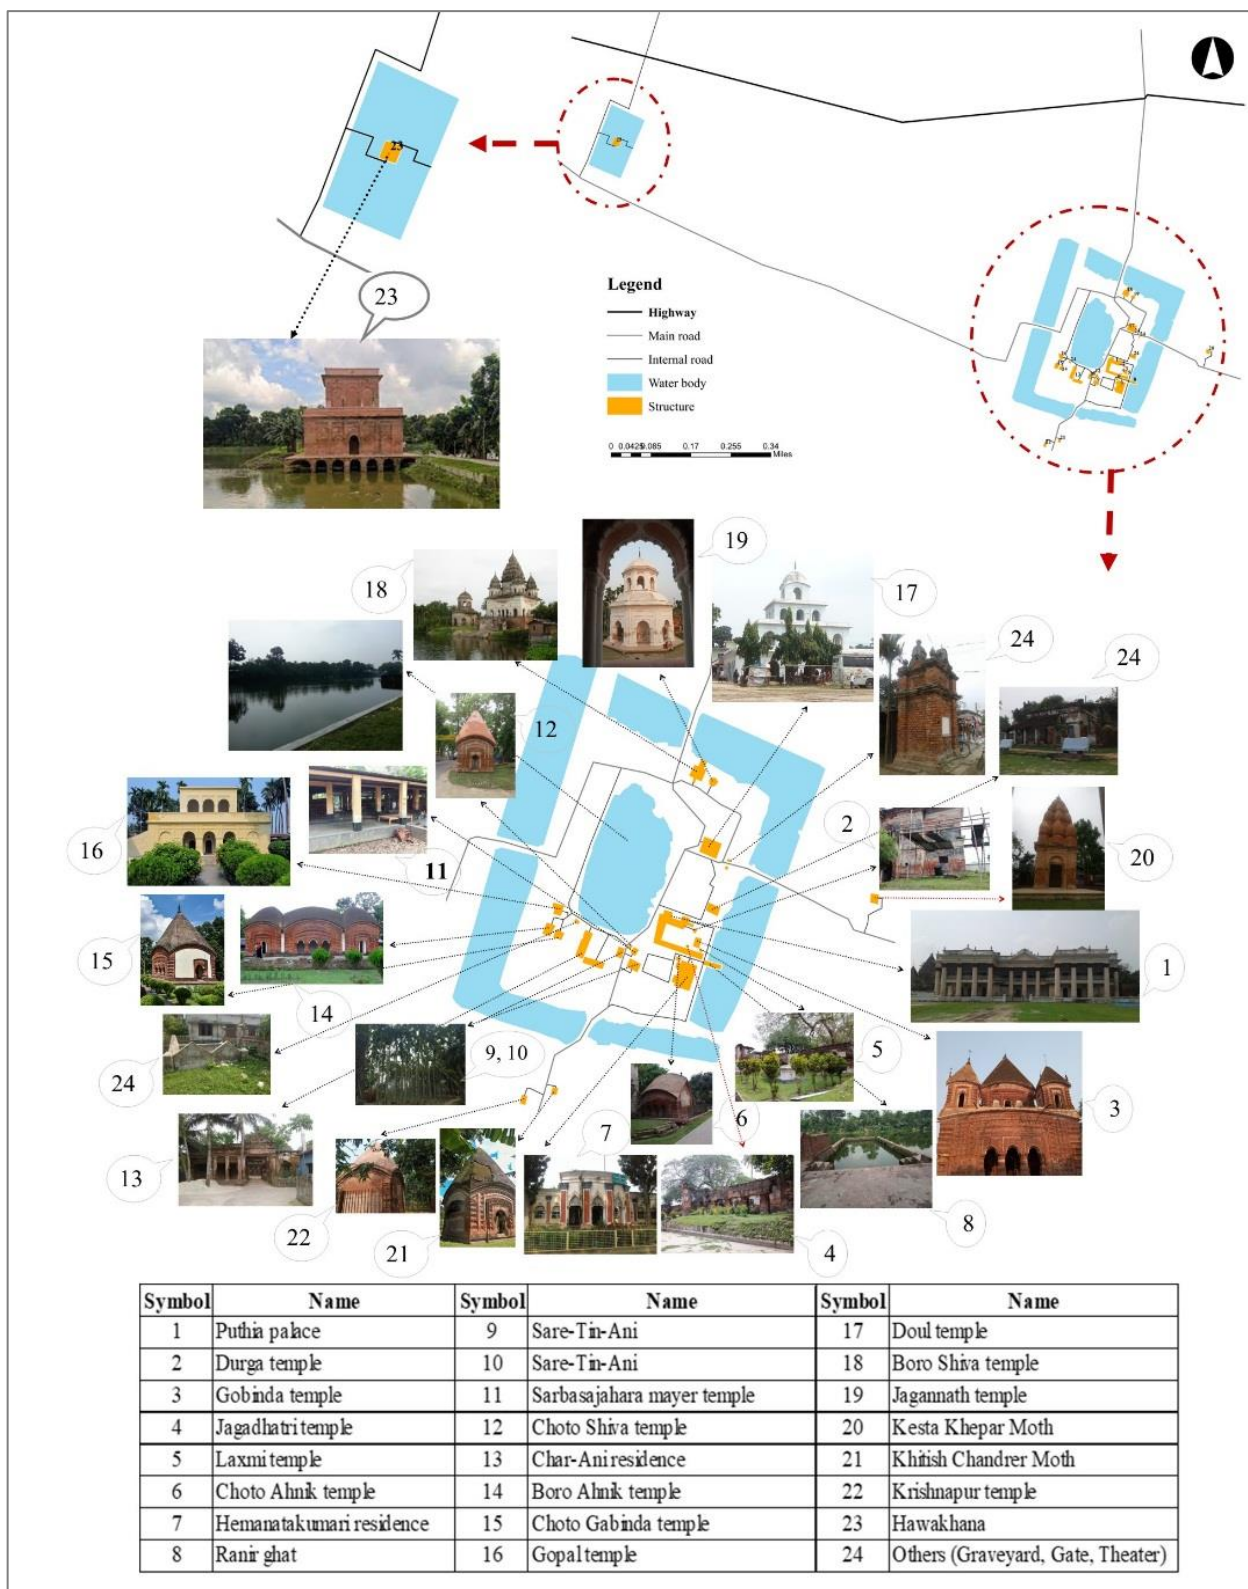 23
23
Legend
Highway
Main road
Internal road
Water body
Structure
0 0.0425 0.085 0.17 0.255 0.34
Miles
19
18
17
24
24
12
2
16
11
20
15
1
14
5
24
9, 10
3
6
7
13
8
22
21
4
Symbol Name Symbol Name Symbol Name
1 Puthia palace 9 Sare-Tin-Ani 17 Doul temple
2 Durga temple 10 Sare-Tin-Ani 18 Boro Shiva temple
3 Gobinda temple 11 Sarbasajahara mayer temple 19 Jagannath temple
4 Jagadhatri temple 12 Choto Shiva temple 20 Kesta Khepar Moth
5 Laxmi temple 13 Char-Ani residence 21 Khitish Chandrer Moth
6 Choto Ahnik temple 14 Boro Ahnik temple 22 Krishnapur temple
7 Hemanatakumari residence 15 Choto Gabinda temple 23 Hawakhana
8 Ranir ghat 16 Gopal temple 24 Others (Graveyard, Gate, Theater)